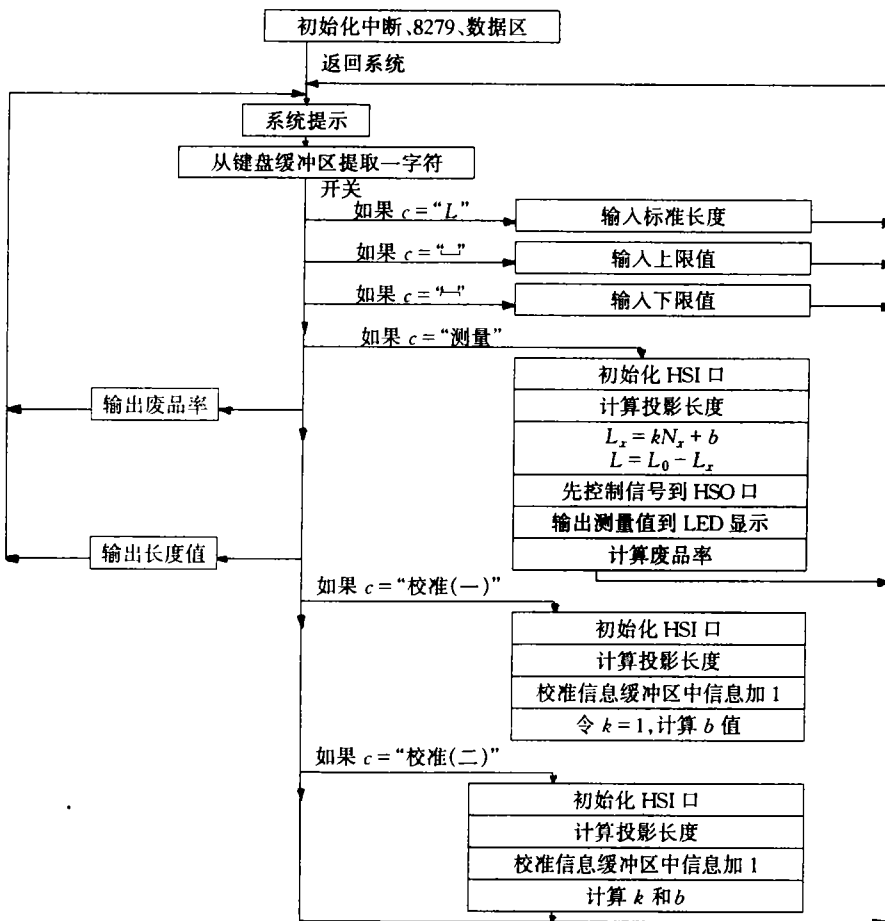 初始化中断、8279、数据区
返回系统
系统提示
从键盘缓冲区提取一字符
开关
如果 c = “L”
输入标准长度
如果 c = “﹈”
输入上限值
如果 c =
输入下限值
如果 c = “测量”
初始化 HSI 口
计算投影长度
Lₓ = kNₓ + b
L = L₀ − Lₓ
先控制信号到 HSO 口
输出测量值到 LED 显示
计算废品率
输出废品率
输出长度值
如果 c = “校准(一)”
初始化 HSI 口
计算投影长度
校准信息缓冲区中信息加 1
令 k = 1,计算 b 值
如果 c = “校准(二)”
初始化 HSI 口
计算投影长度
校准信息缓冲区中信息加 1
计算 k 和 b